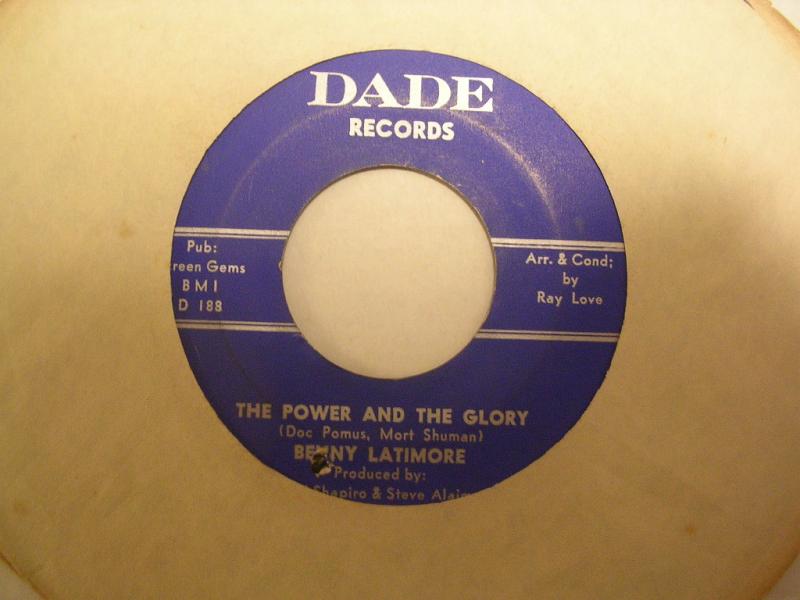 DADE
RECORDS
Pub:
reen Gems
BMI
D 188
Arr. & Cond;
by
Ray Love
THE POWER AND THE GLORY
(Doc Pomus, Mort Shuman)
BENNY LATIMORE
Produced by:
Shapiro & Steve Alaim